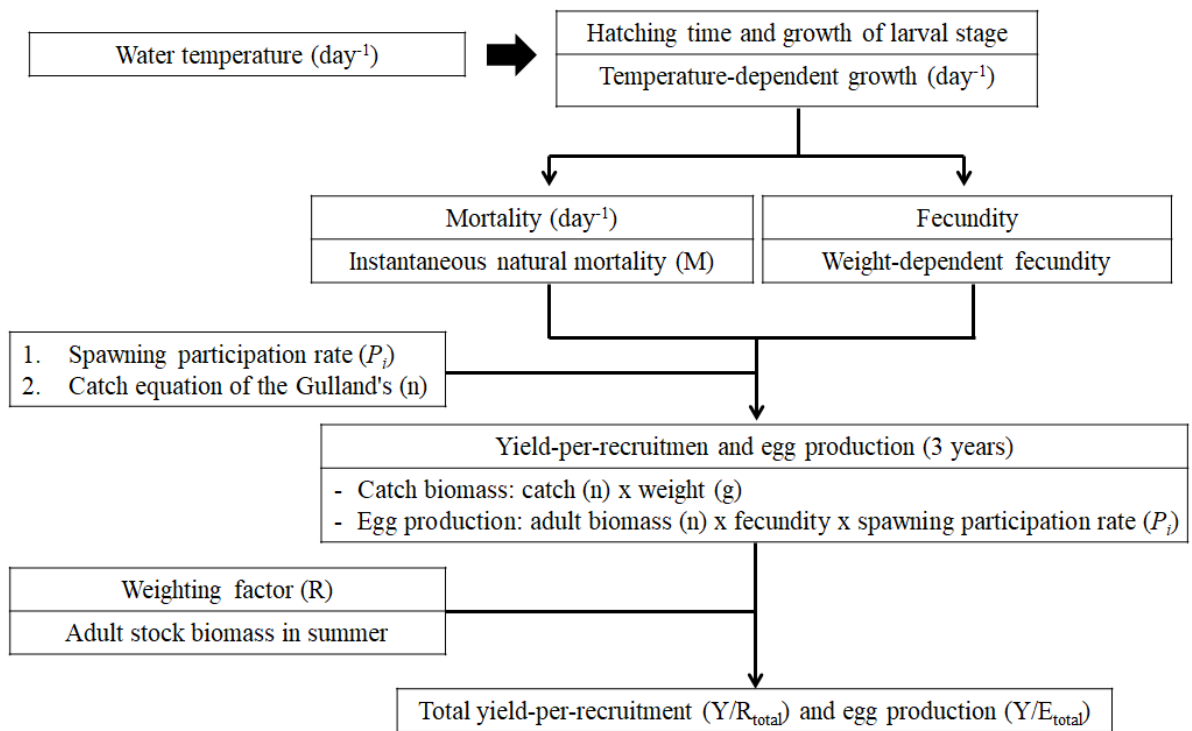 Water temperature (day⁻¹)
Hatching time and growth of larval stage
Temperature-dependent growth (day⁻¹)
Mortality (day⁻¹)
Instantaneous natural mortality (M)
Fecundity
Weight-dependent fecundity
1. Spawning participation rate (Pᵢ)
2. Catch equation of the Gulland's (n)
Yield-per-recruitmen and egg production (3 years)
- Catch biomass: catch (n) x weight (g)
- Egg production: adult biomass (n) x fecundity x spawning participation rate (Pᵢ)
Weighting factor (R)
Adult stock biomass in summer
Total yield-per-recruitment (Y/Rtotal) and egg production (Y/Etotal)